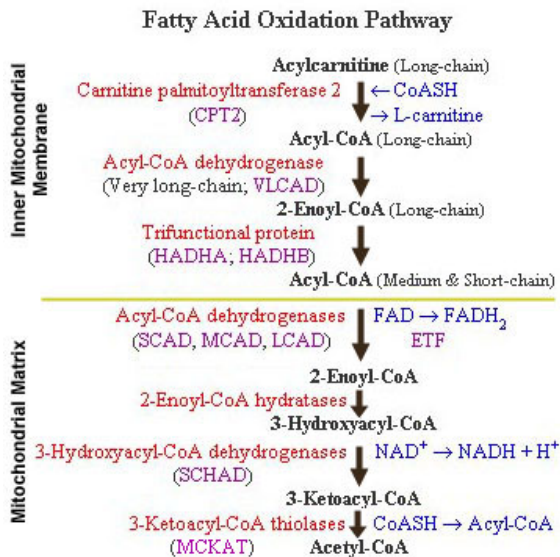 Fatty Acid Oxidation Pathway
Inner Mitochondrial
Membrane
Acylcarnitine (Long-chain)
Carnitine palmitoyltransferase 2 ← CoASH
(CPT2) → L-carnitine
Acyl-CoA (Long-chain)
Acyl-CoA dehydrogenase
(Very long-chain; VLCAD)
2-Enoyl-CoA (Long-chain)
Trifunctional protein
(HADHA; HADHB)
Acyl-CoA (Medium & Short-chain)
Mitochondrial Matrix
Acyl-CoA dehydrogenases FAD → FADH₂
(SCAD, MCAD, LCAD) ETF
2-Enoyl-CoA
2-Enoyl-CoA hydratases
3-Hydroxyacyl-CoA
3-Hydroxyacyl-CoA dehydrogenases NAD⁺ → NADH + H⁺
(SCHAD)
3-Ketoacyl-CoA
3-Ketoacyl-CoA thiolases CoASH → Acyl-CoA
(MCKAT) Acetyl-CoA